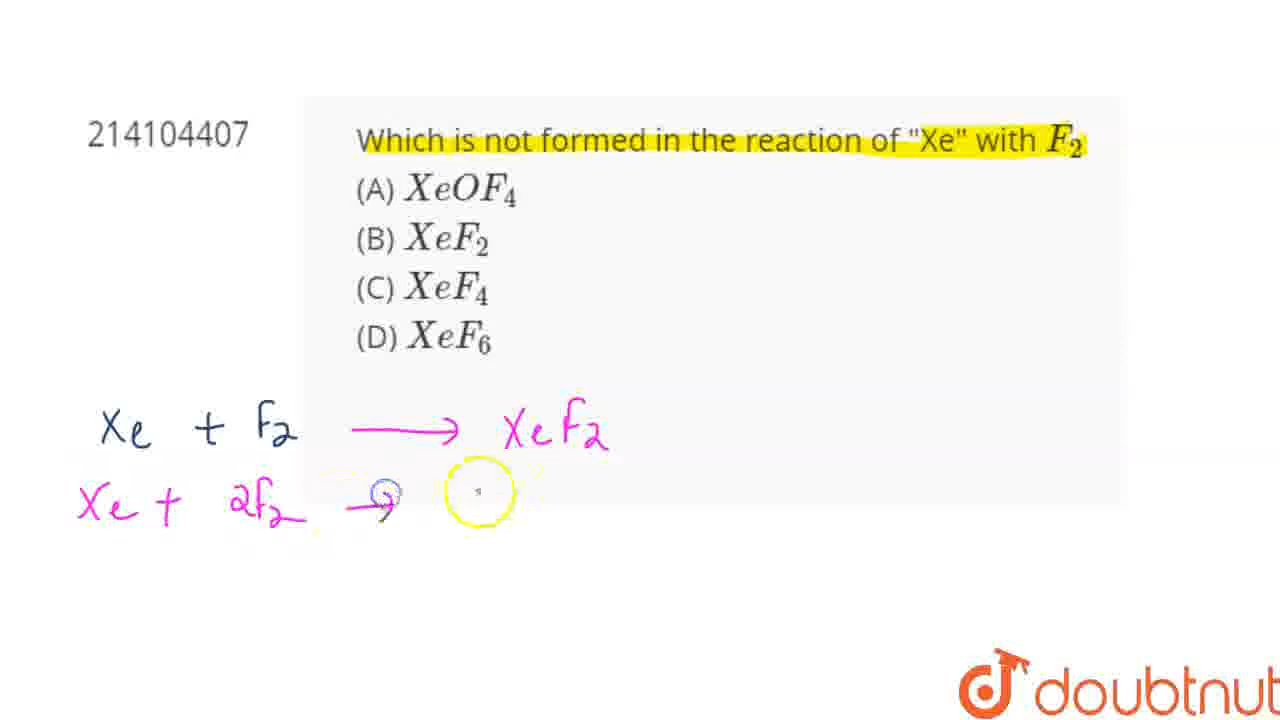 214104407
Which is not formed in the reaction of "Xe" with F₂
(A) XeOF₄
(B) XeF₂
(C) XeF₄
(D) XeF₆
Xe + F₂ ⟶ XeF₂
Xe + 2F₂ →
doubtnut